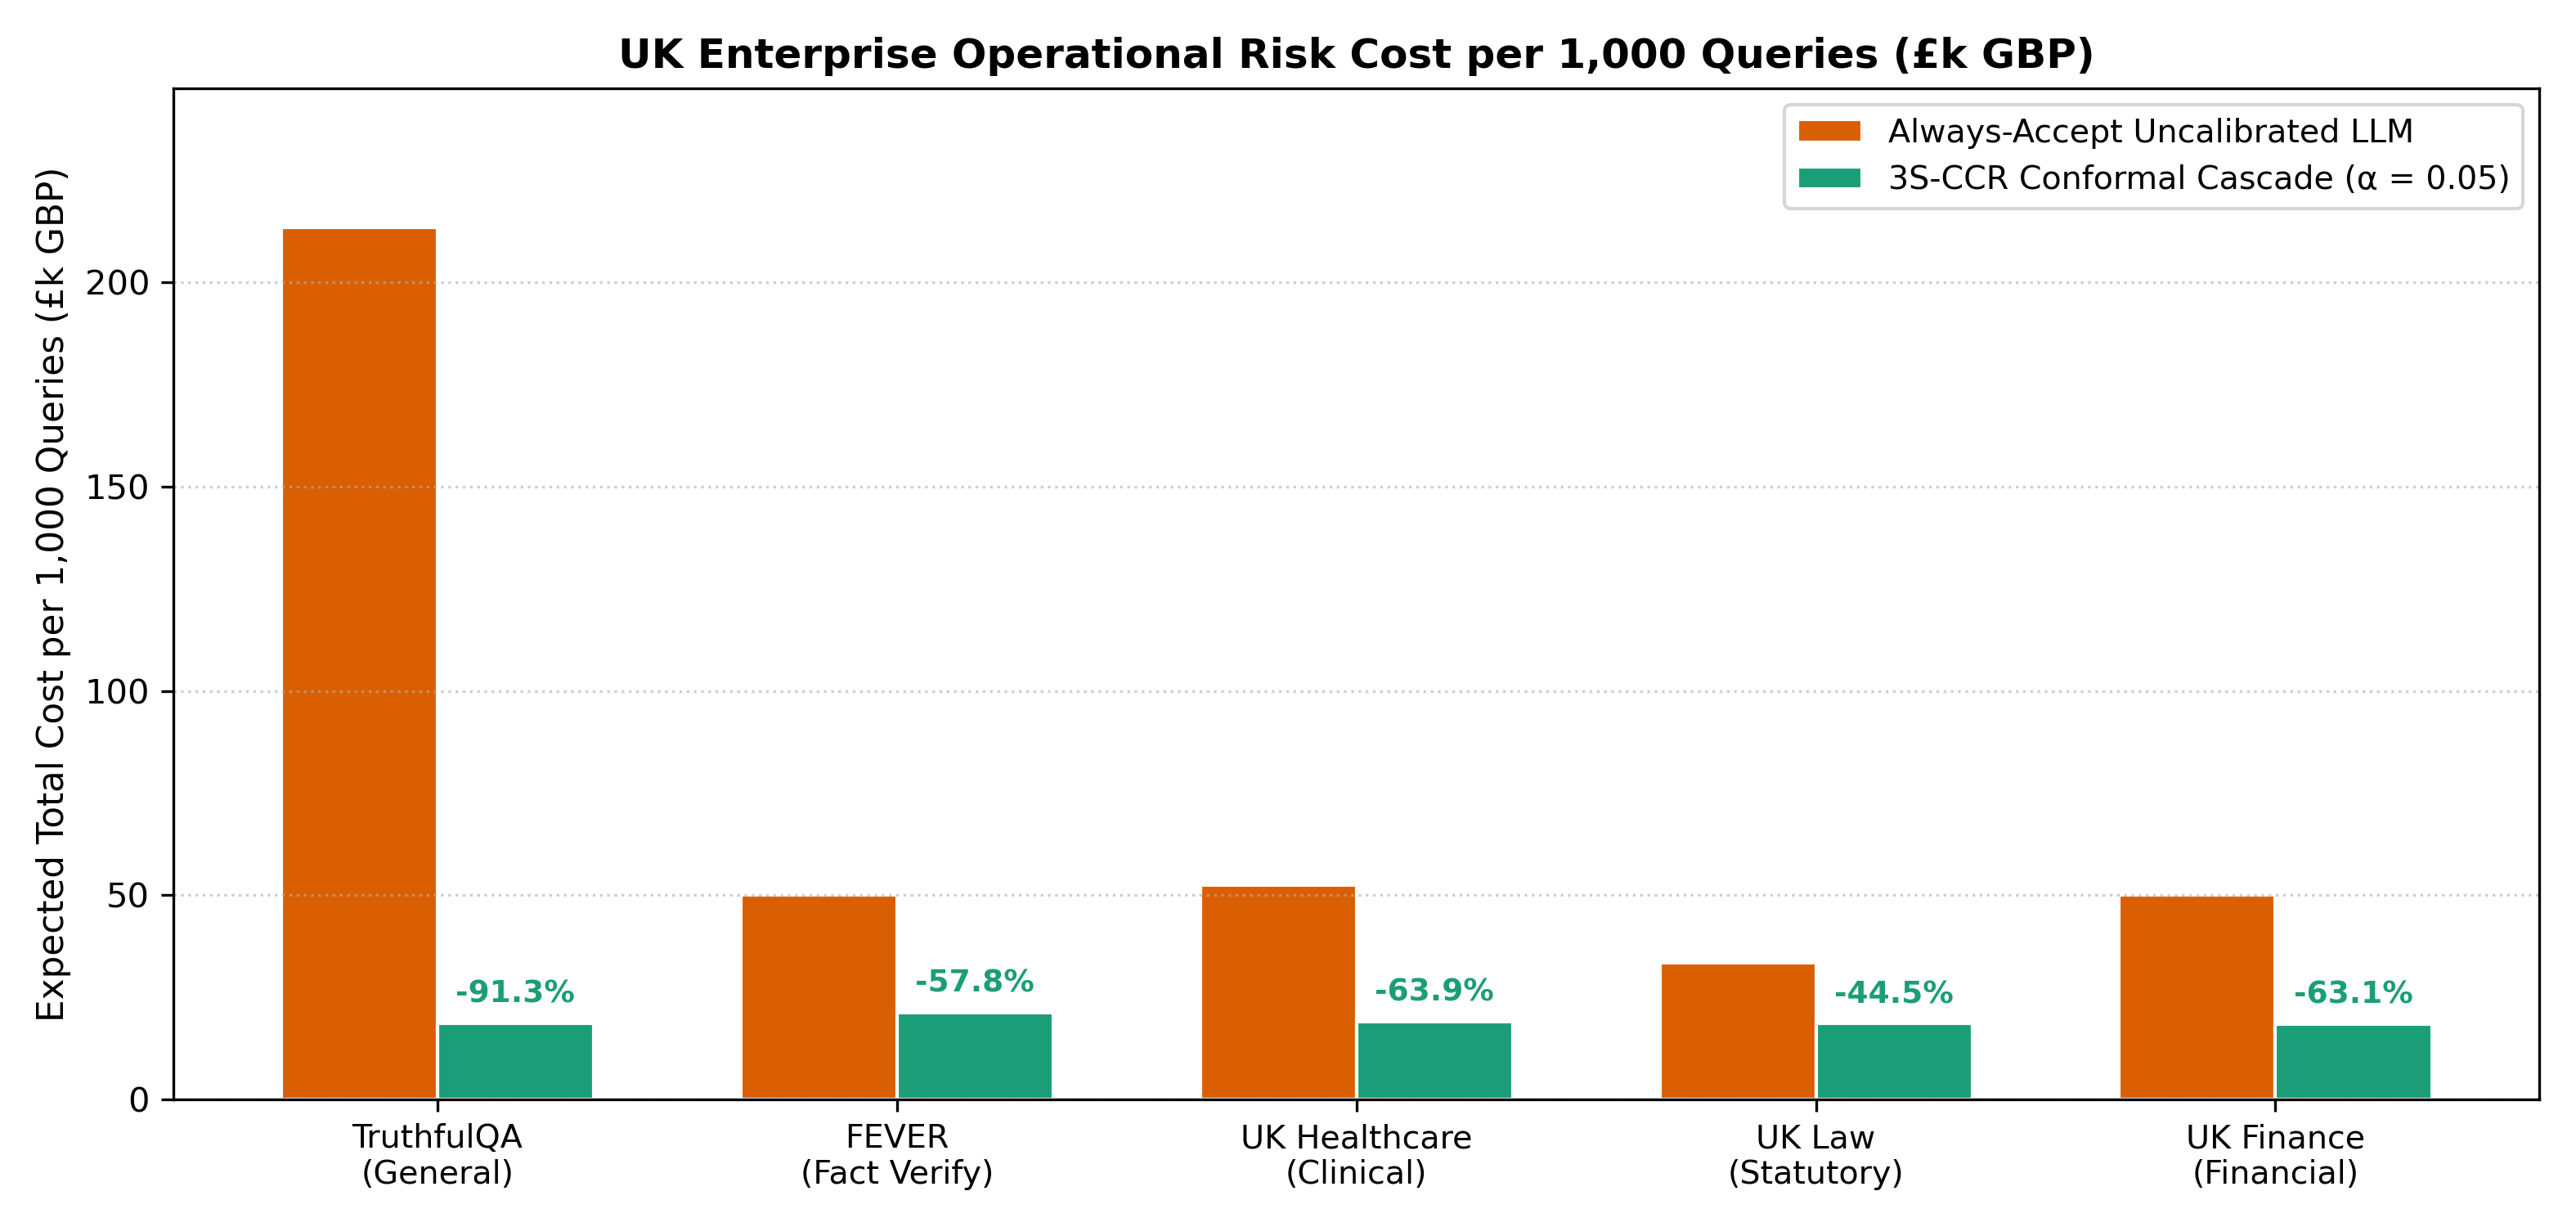 UK Enterprise Operational Risk Cost per 1,000 Queries (£k GBP)
Always-Accept Uncalibrated LLM
3S-CCR Conformal Cascade (α = 0.05)
Expected Total Cost per 1,000 Queries (£k GBP)
200
150
100
50
0
-91.3%
-57.8%
-63.9%
-44.5%
-63.1%
TruthfulQA
(General)
FEVER
(Fact Verify)
UK Healthcare
(Clinical)
UK Law
(Statutory)
UK Finance
(Financial)